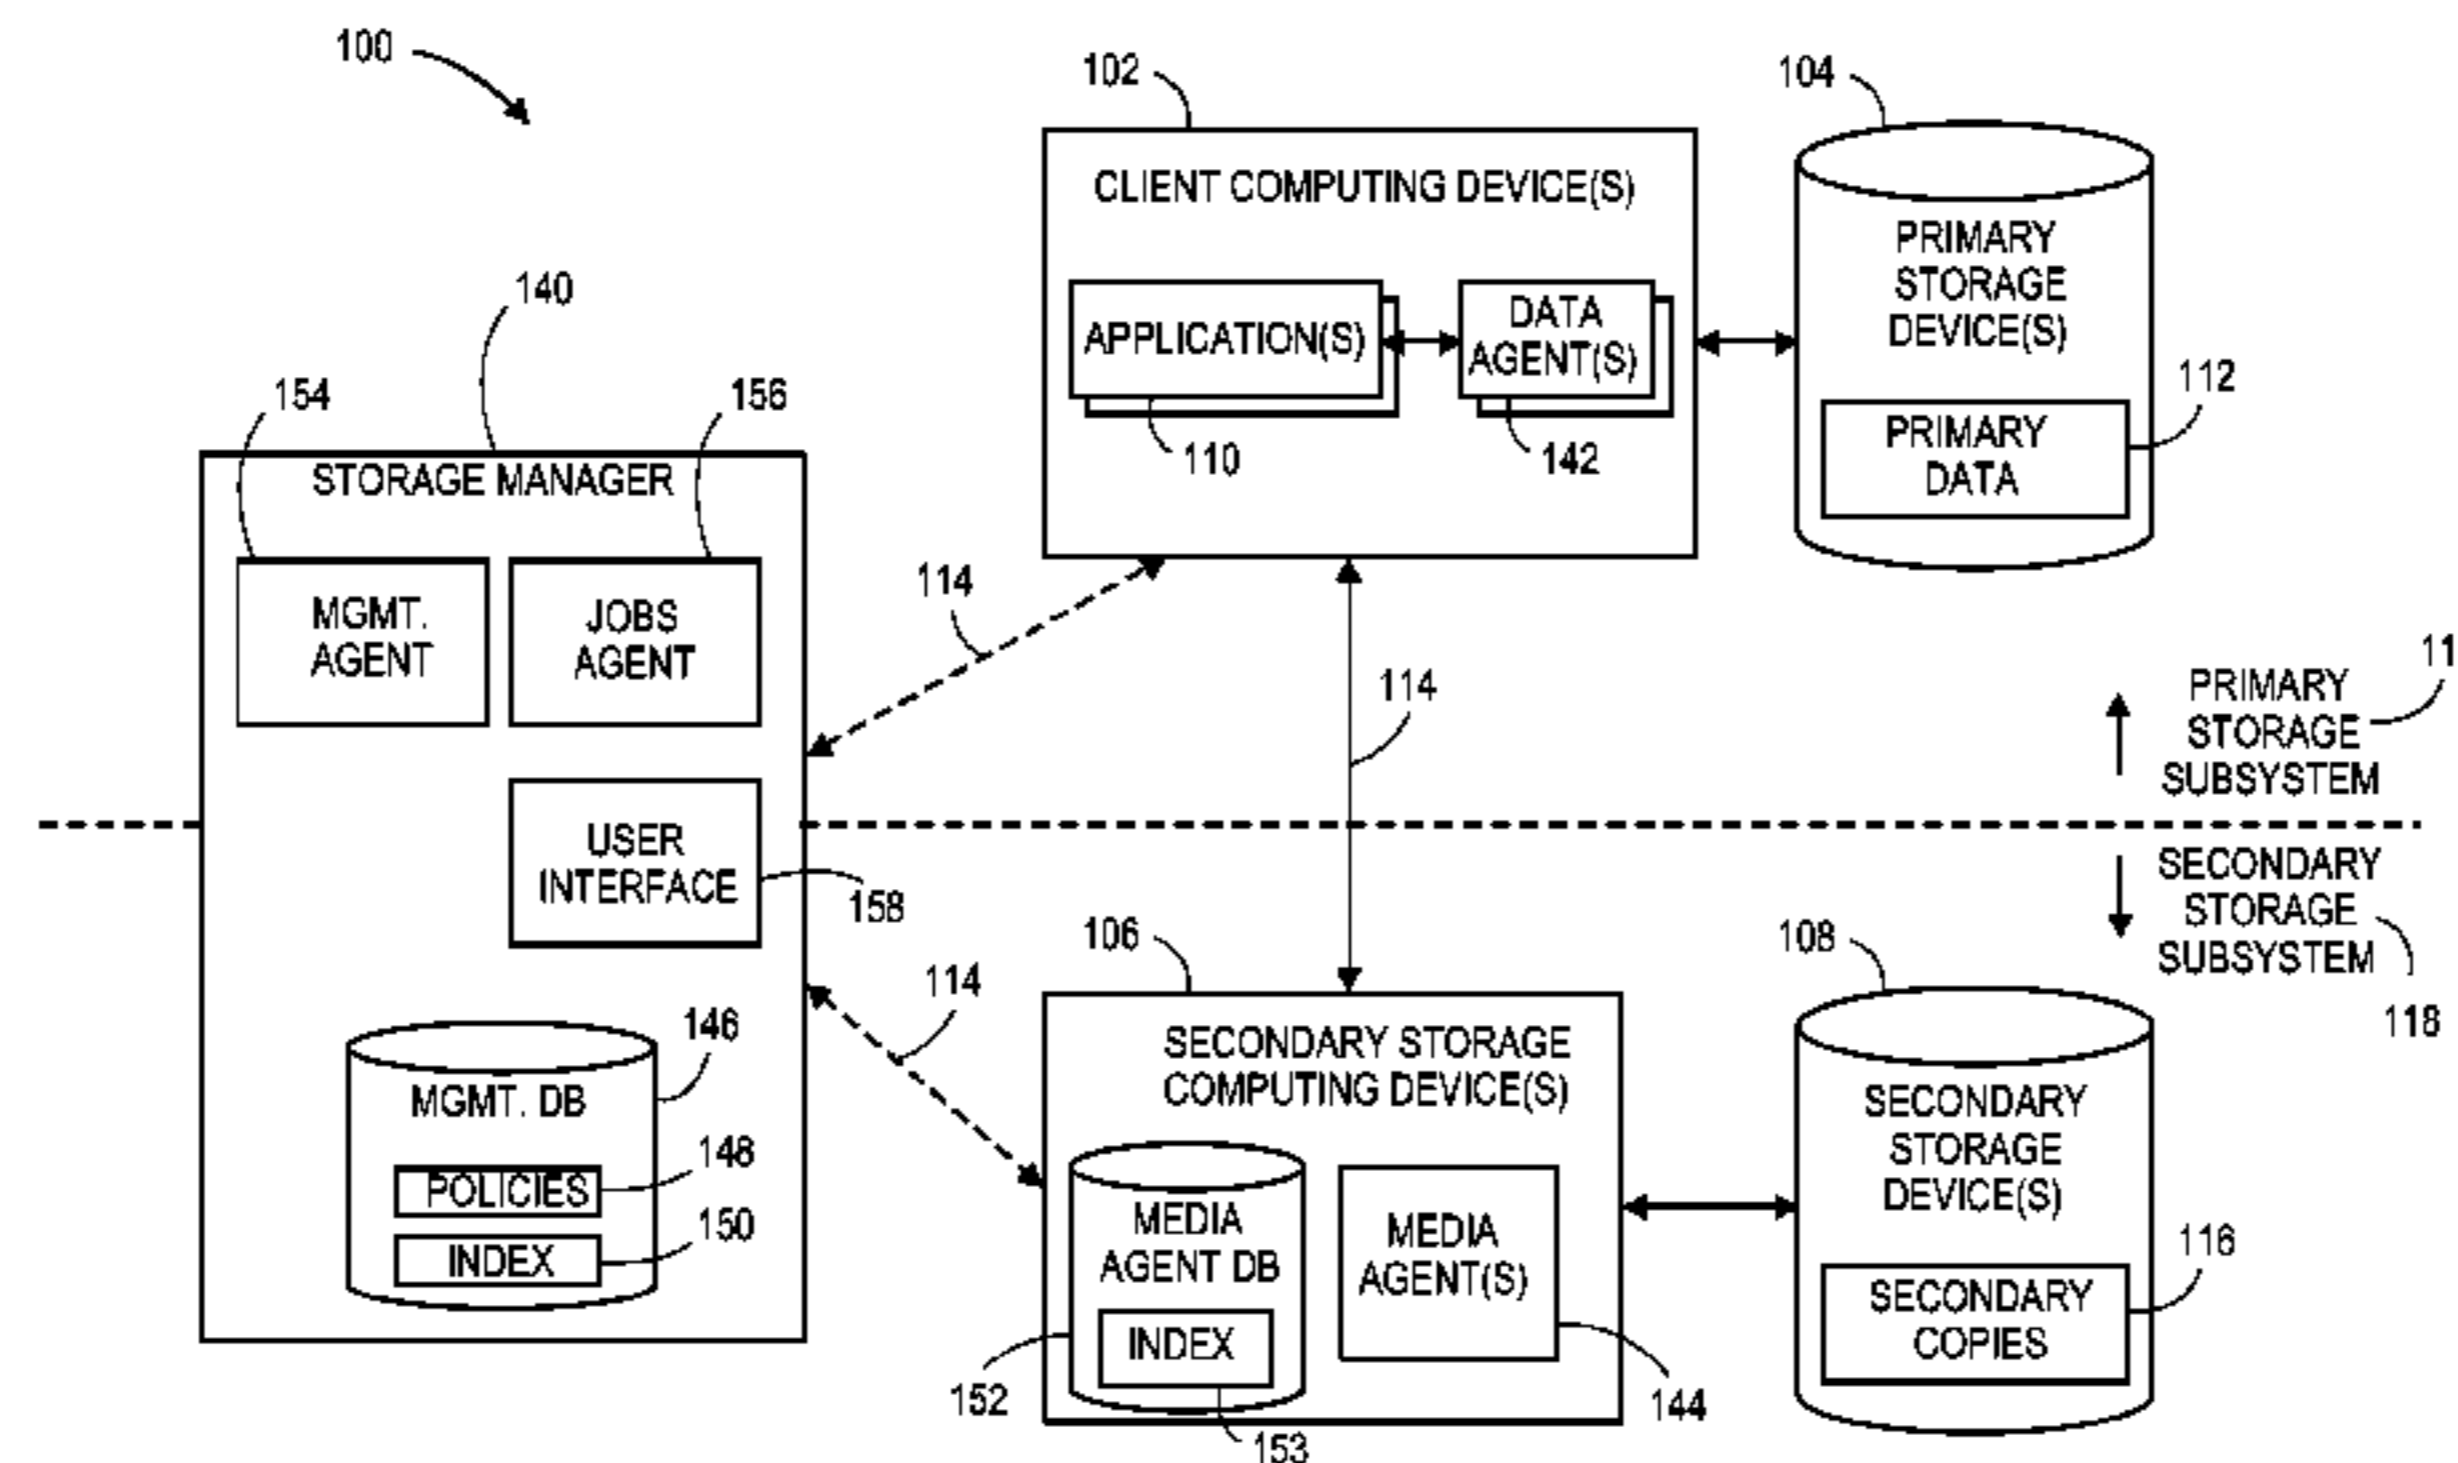 100
102
104
CLIENT COMPUTING DEVICE(S)
APPLICATION(S)
DATA
AGENT(S)
110
142
PRIMARY
STORAGE
DEVICE(S)
PRIMARY
DATA
112
140
154
156
STORAGE MANAGER
MGMT.
AGENT
JOBS
AGENT
USER
INTERFACE
158
114
114
114
11
PRIMARY
STORAGE
SUBSYSTEM
SECONDARY
STORAGE
SUBSYSTEM
118
146
MGMT. DB
POLICIES
148
INDEX
150
106
SECONDARY STORAGE
COMPUTING DEVICE(S)
MEDIA
AGENT DB
INDEX
152
153
MEDIA
AGENT(S)
144
108
SECONDARY
STORAGE
DEVICE(S)
SECONDARY
COPIES
116